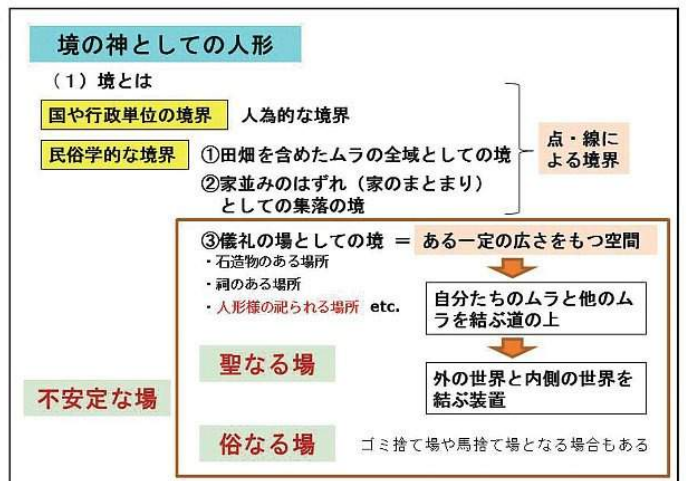 境の神としての人形
(1)境とは
国や行政単位の境界 人為的な境界
民俗学的な境界 ①田畑を含めたムラの全域としての境
②家並みのはずれ(家のまとまり)
としての集落の境
点・線に
よる境界
③儀礼の場としての境 = ある一定の広さをもつ空間
・石造物のある場所
・祠のある場所
・人形様の祀られる場所 etc.
自分たちのムラと他のム
ラを結ぶ道の上
外の世界と内側の世界を
結ぶ装置
聖なる場
不安定な場
俗なる場 ゴミ捨て場や馬捨て場となる場合もある